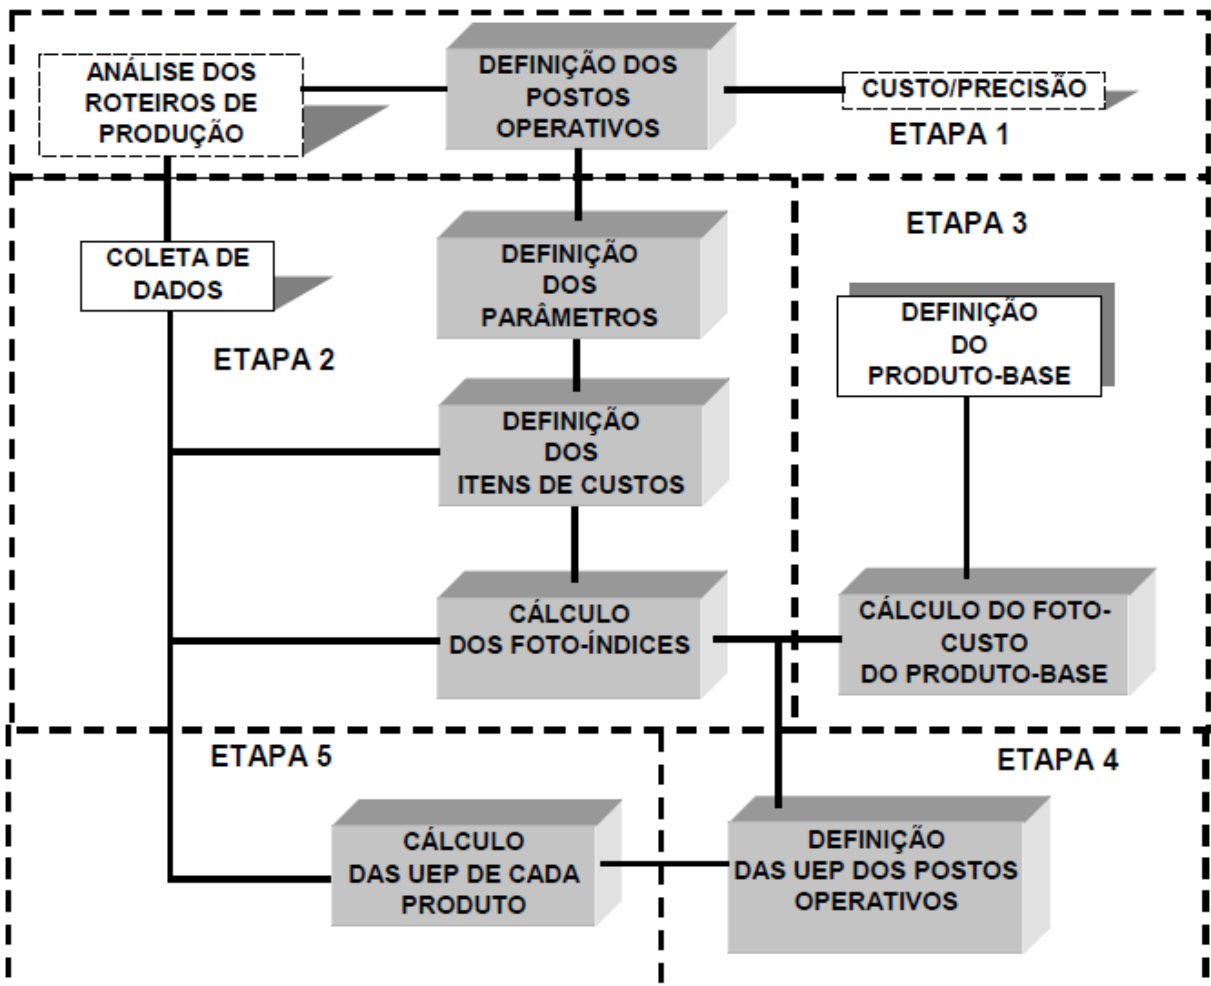 ANÁLISE DOS
ROTEIROS DE
PRODUÇÃO
DEFINIÇÃO DOS
POSTOS
OPERATIVOS
CUSTO/PRECISÃO
ETAPA 1
COLETA DE
DADOS
ETAPA 2
DEFINIÇÃO
DOS
PARÂMETROS
DEFINIÇÃO
DOS
ITENS DE CUSTOS
CÁLCULO
DOS FOTO-ÍNDICES
ETAPA 3
DEFINIÇÃO
DO
PRODUTO-BASE
CÁLCULO DO FOTO-
CUSTO
DO PRODUTO-BASE
ETAPA 5
CÁLCULO
DAS UEP DE CADA
PRODUTO
ETAPA 4
DEFINIÇÃO
DAS UEP DOS POSTOS
OPERATIVOS